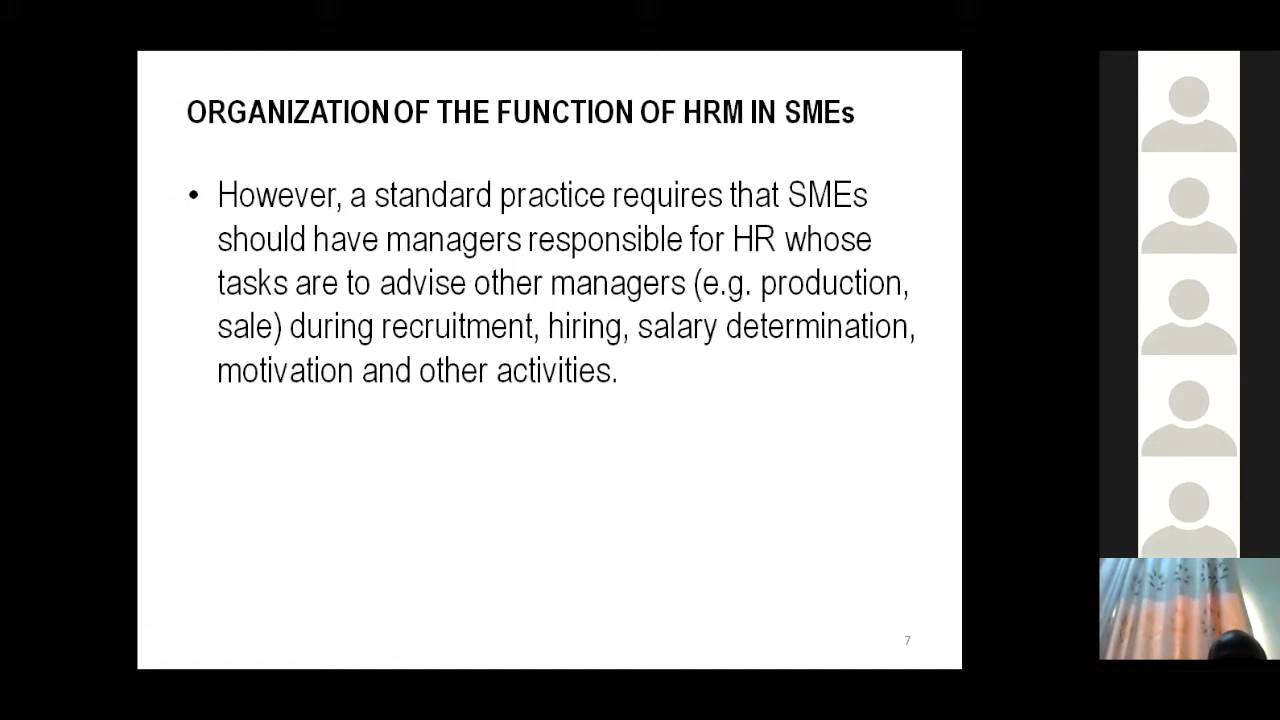 ORGANIZATION OF THE FUNCTION OF HRM IN SMEs
• However, a standard practice requires that SMEs
should have managers responsible for HR whose
tasks are to advise other managers (e.g. production,
sale) during recruitment, hiring, salary determination,
motivation and other activities.
7